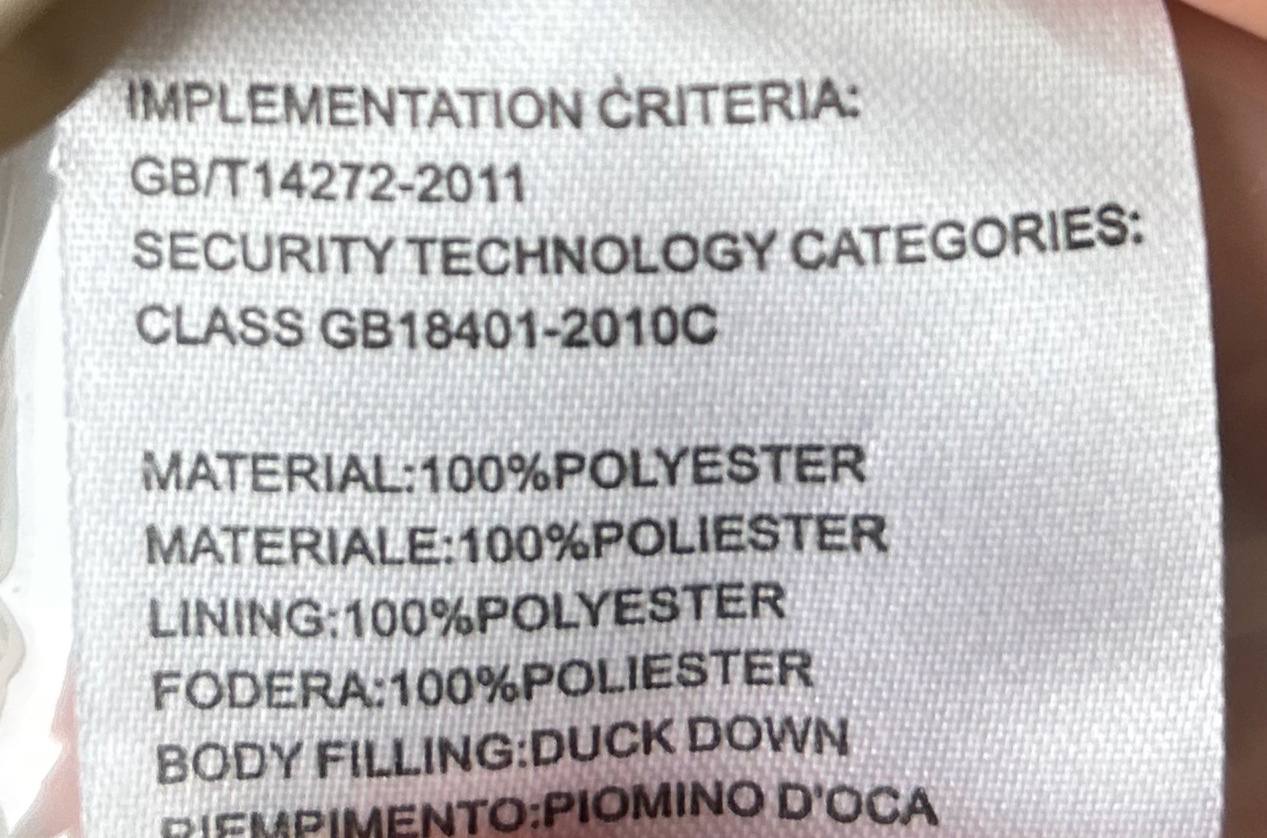 IMPLEMENTATION CRITERIA:
GB/T14272-2011
SECURITY TECHNOLOGY CATEGORIES:
CLASS GB18401-2010C
MATERIAL:100%POLYESTER
MATERIALE:100%POLIESTER
LINING:100%POLYESTER
FODERA:100%POLIESTER
BODY FILLING:DUCK DOWN
RIEMPIMENTO:PIOMINO D'OCA